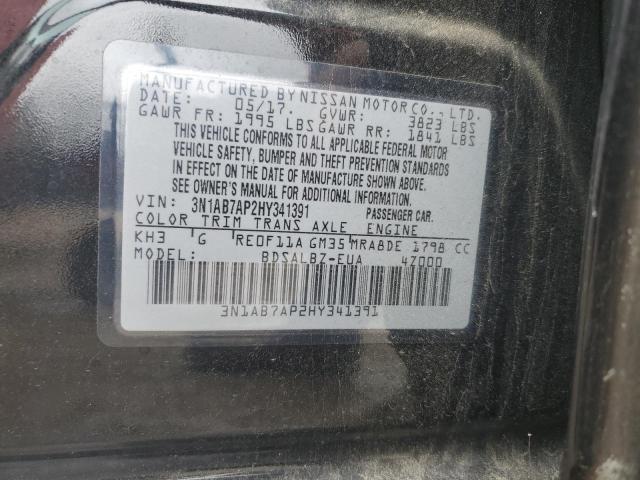 MANUFACTURED BY NISSAN MOTOR CO., LTD.
DATE: 05/17. GVWR: 3823 LBS
GAWR FR: 1995 LBS GAWR RR: 1841 LBS
THIS VEHICLE CONFORMS TO ALL APPLICABLE FEDERAL MOTOR
VEHICLE SAFETY, BUMPER AND THEFT PREVENTION STANDARDS
IN EFFECT ON THE DATE OF MANUFACTURE SHOWN ABOVE.
SEE OWNER'S MANUAL FOR ADDITIONAL INFORMATION.
VIN: 3N1AB7AP2HY341391 PASSENGER CAR.
COLOR TRIM TRANS AXLE ENGINE
KH3 G RE0F11A GM35 MRA8DE 1798 CC
MODEL: BDSALBZ-EUA 47000
3N1AB7AP2HY341391